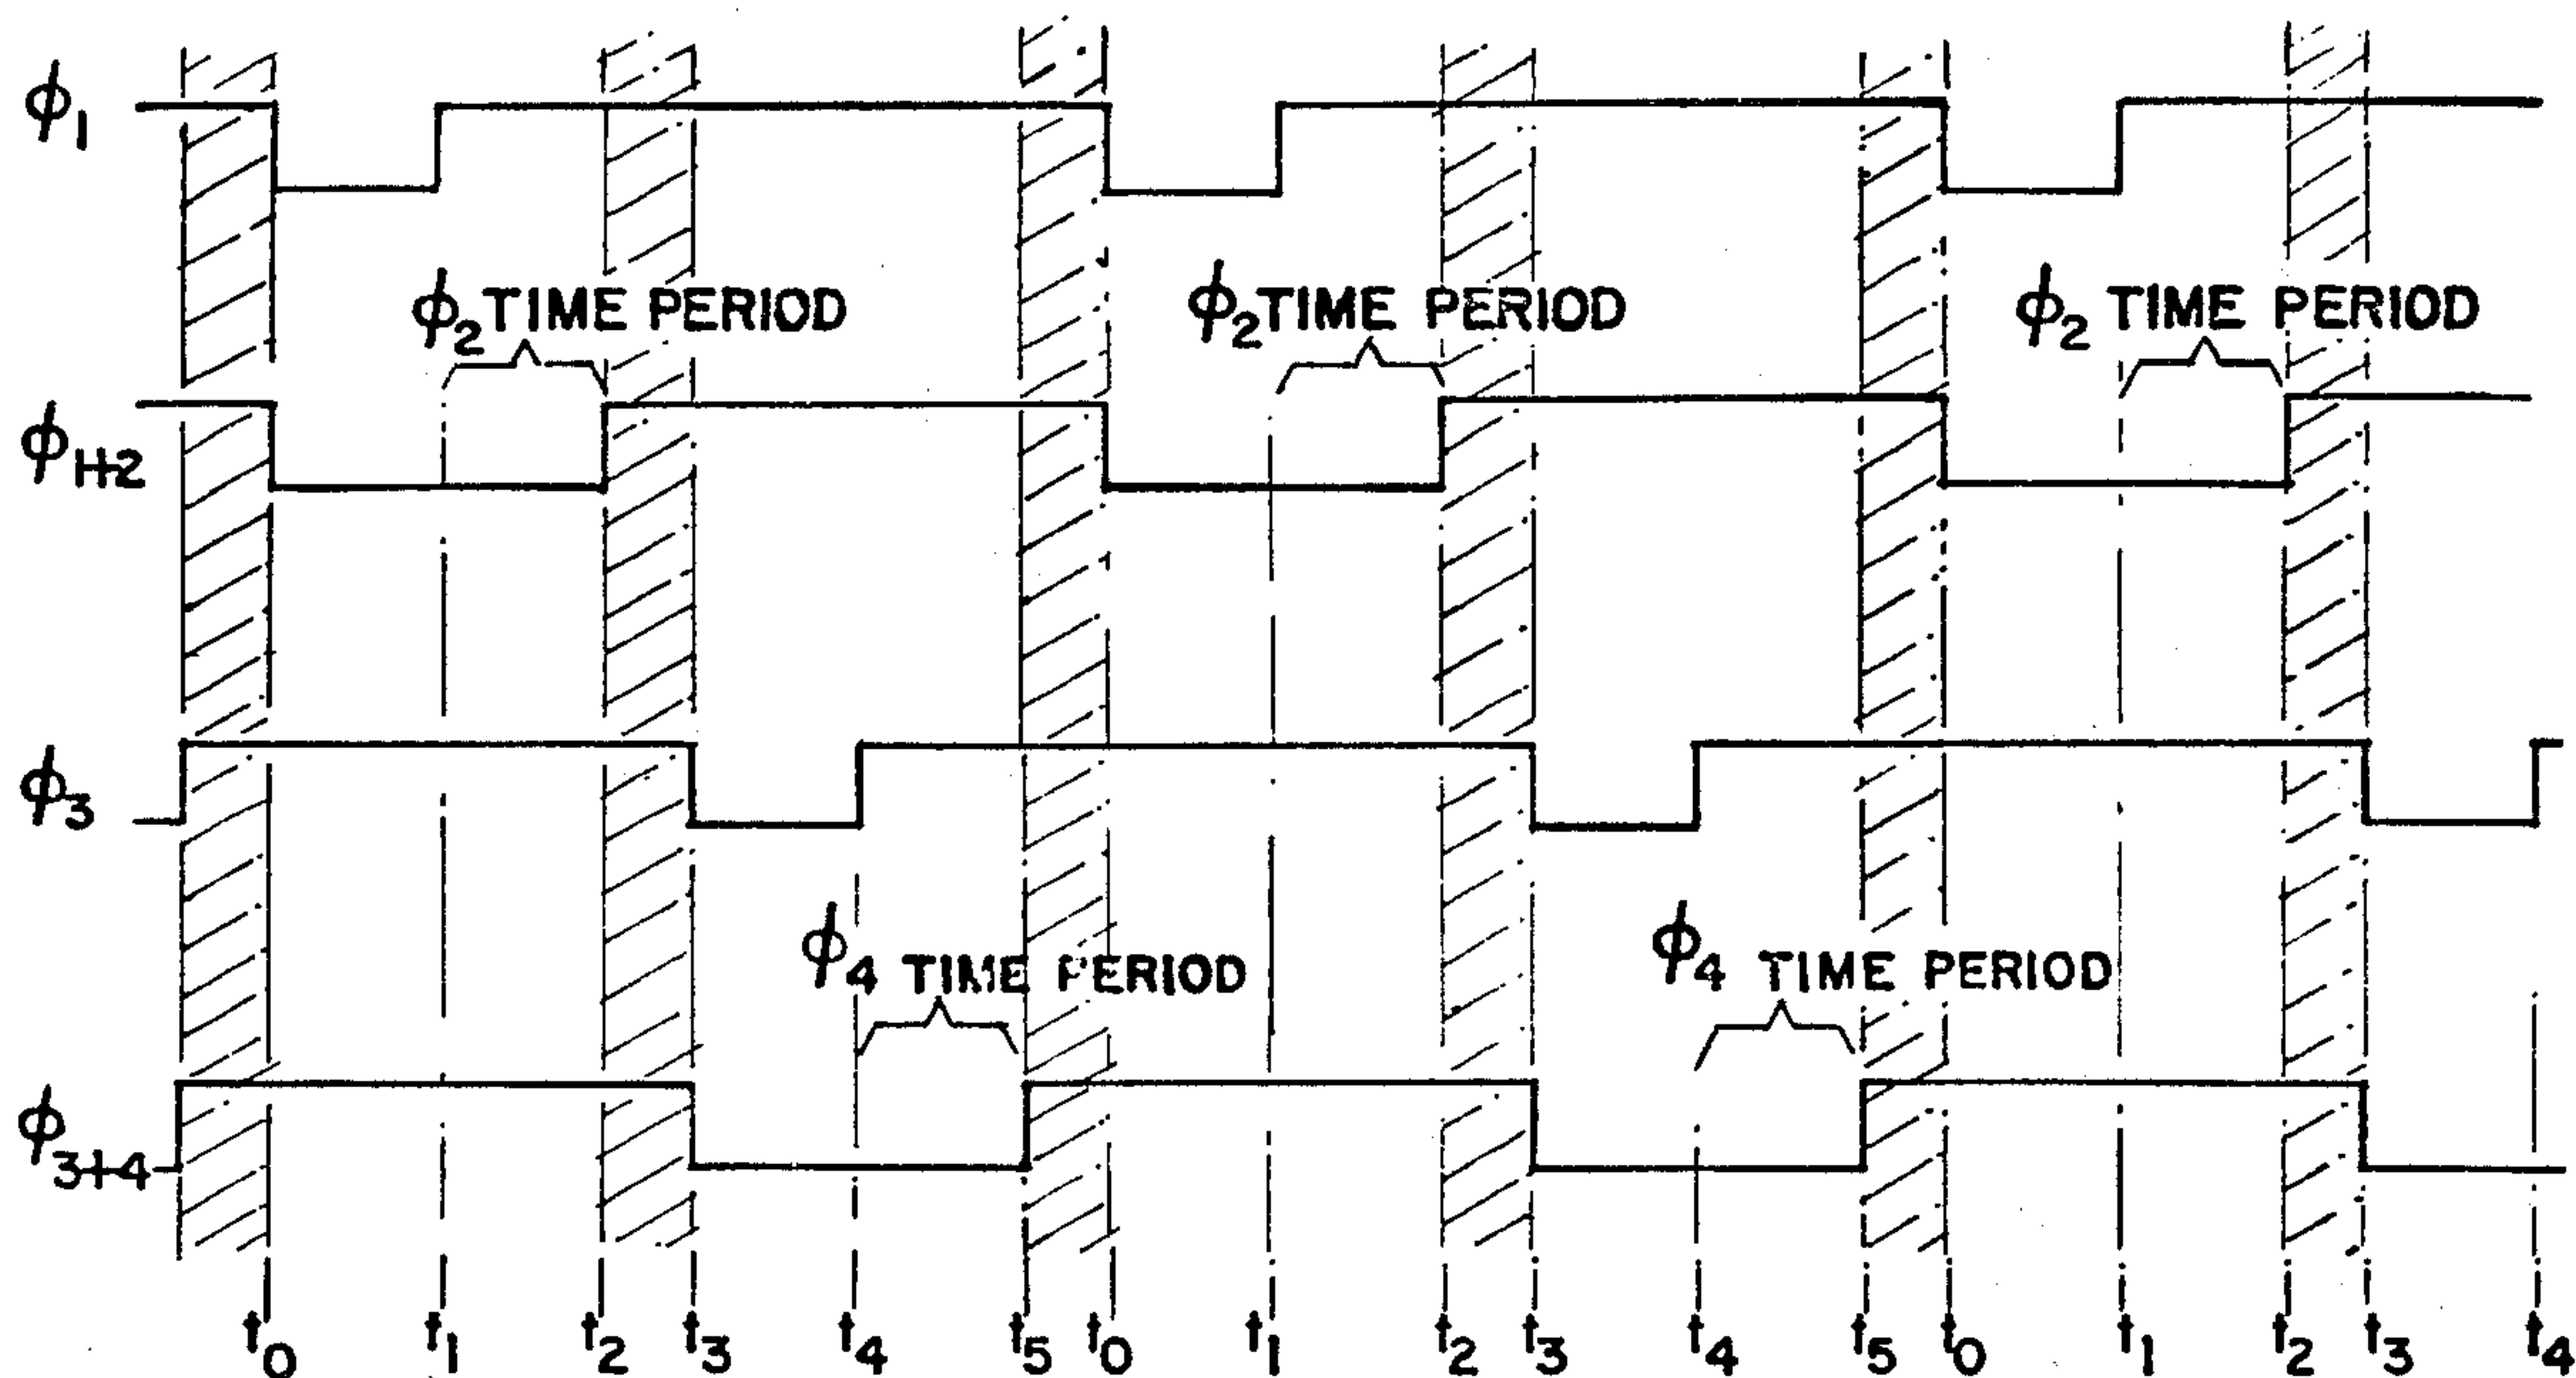 ϕ1
ϕ2 TIME PERIOD ϕ2 TIME PERIOD ϕ2 TIME PERIOD
ϕ1+2
ϕ3
ϕ4 TIME PERIOD ϕ4 TIME PERIOD
ϕ3+4
t0 t1 t2 t3 t4 t5 t0 t1 t2 t3 t4 t5 t0 t1 t2 t3 t4